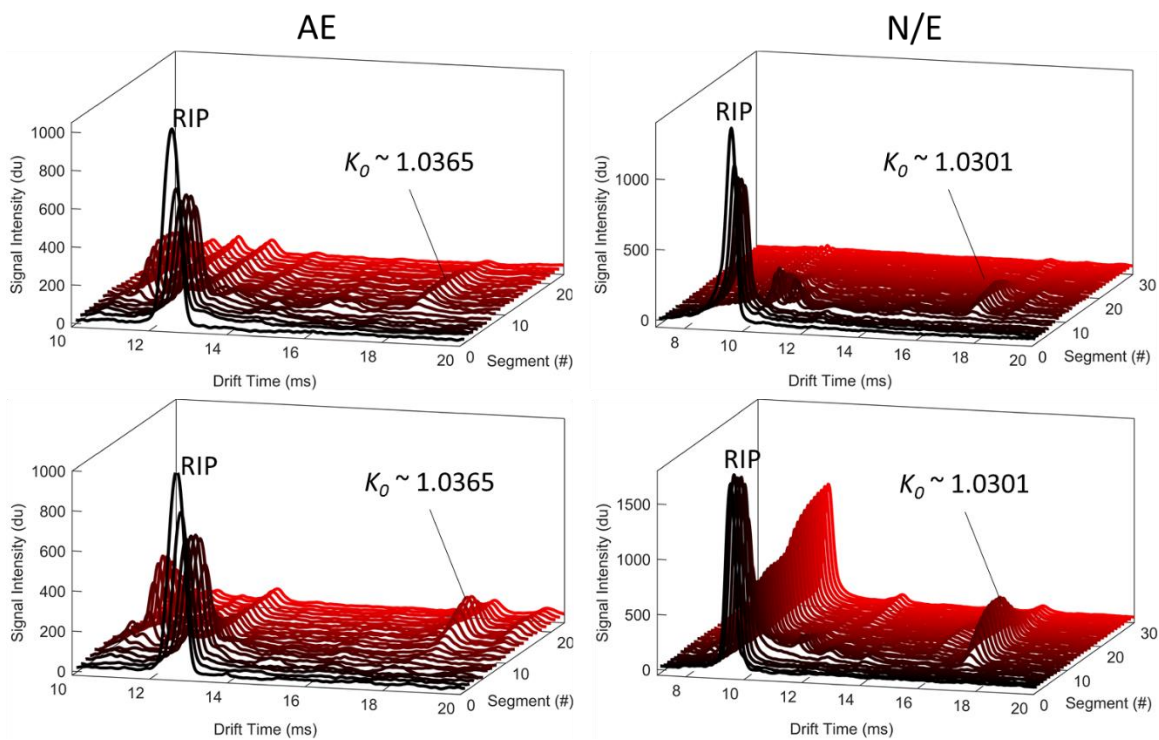 AE
N/E
RIP
K0 ~ 1.0365
Signal Intensity (du)
1000
800
600
400
200
0
10
12
14
16
18
20
Drift Time (ms)
0
10
20
Segment (#)
RIP
K0 ~ 1.0301
Signal Intensity (du)
1000
500
0
8
10
12
14
16
18
20
Drift Time (ms)
0
10
20
30
Segment (#)
RIP
K0 ~ 1.0365
Signal Intensity (du)
1000
800
600
400
200
0
10
12
14
16
18
20
Drift Time (ms)
0
10
20
Segment (#)
RIP
K0 ~ 1.0301
Signal Intensity (du)
1500
1000
500
0
8
10
12
14
16
18
20
Drift Time (ms)
0
10
20
30
Segment (#)